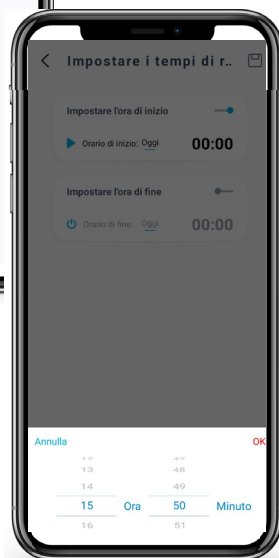 Impostare i tempi di r..
Impostare l'ora di inizio
Orario di inizio: Oggi 00:00
Impostare l'ora di fine
Orario di fine: Oggi 00:00
Annulla OK
13 48
14 49
15 Ora 50 Minuto
16 51